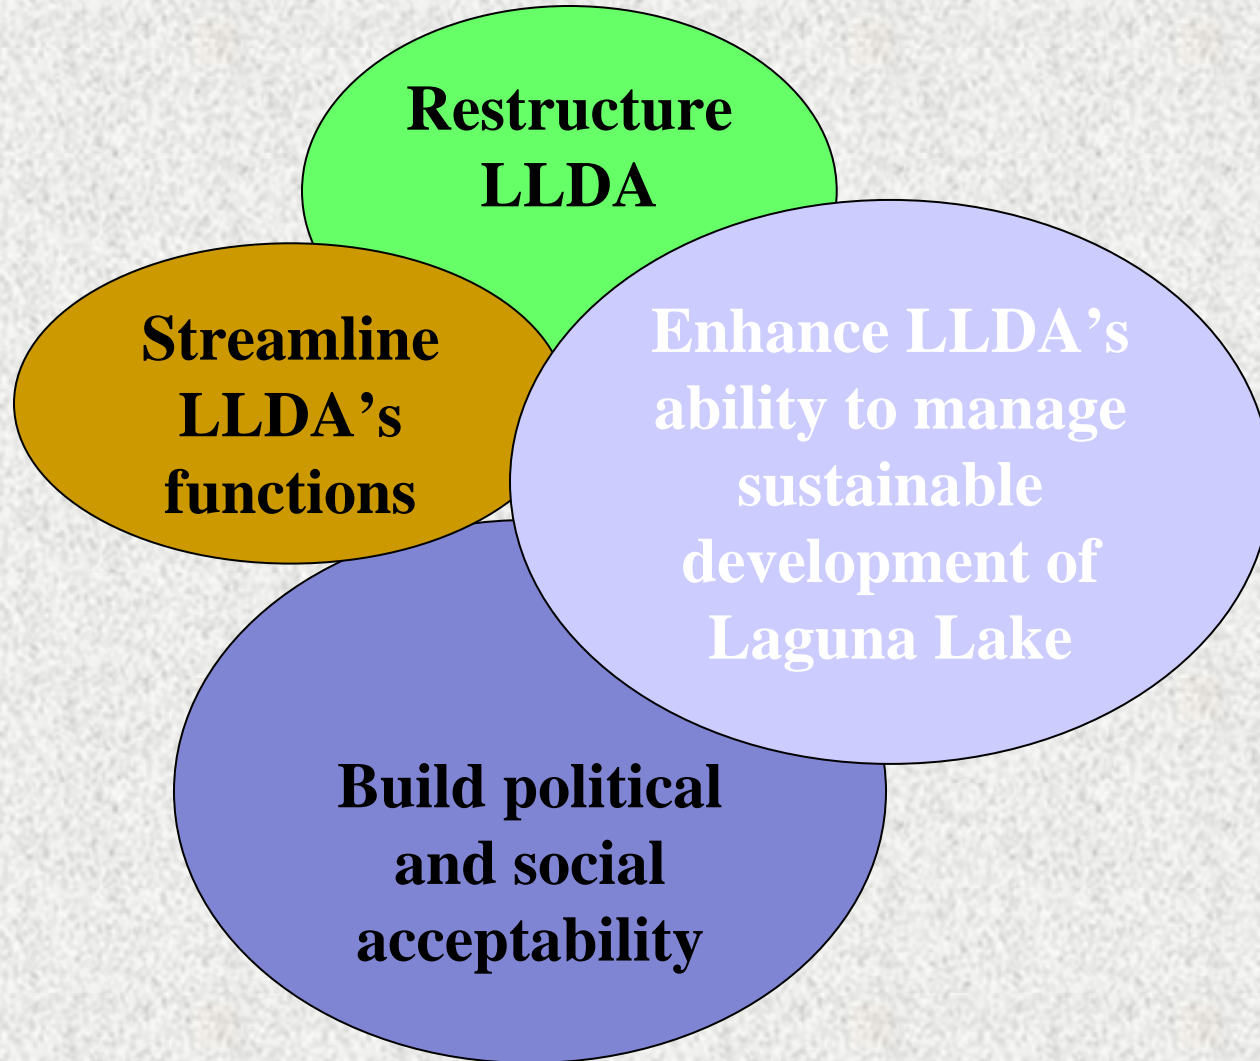 Restructure
LLDA
Streamline
LLDA’s
functions
Enhance LLDA’s
ability to manage
sustainable
development of
Laguna Lake
Build political
and social
acceptability